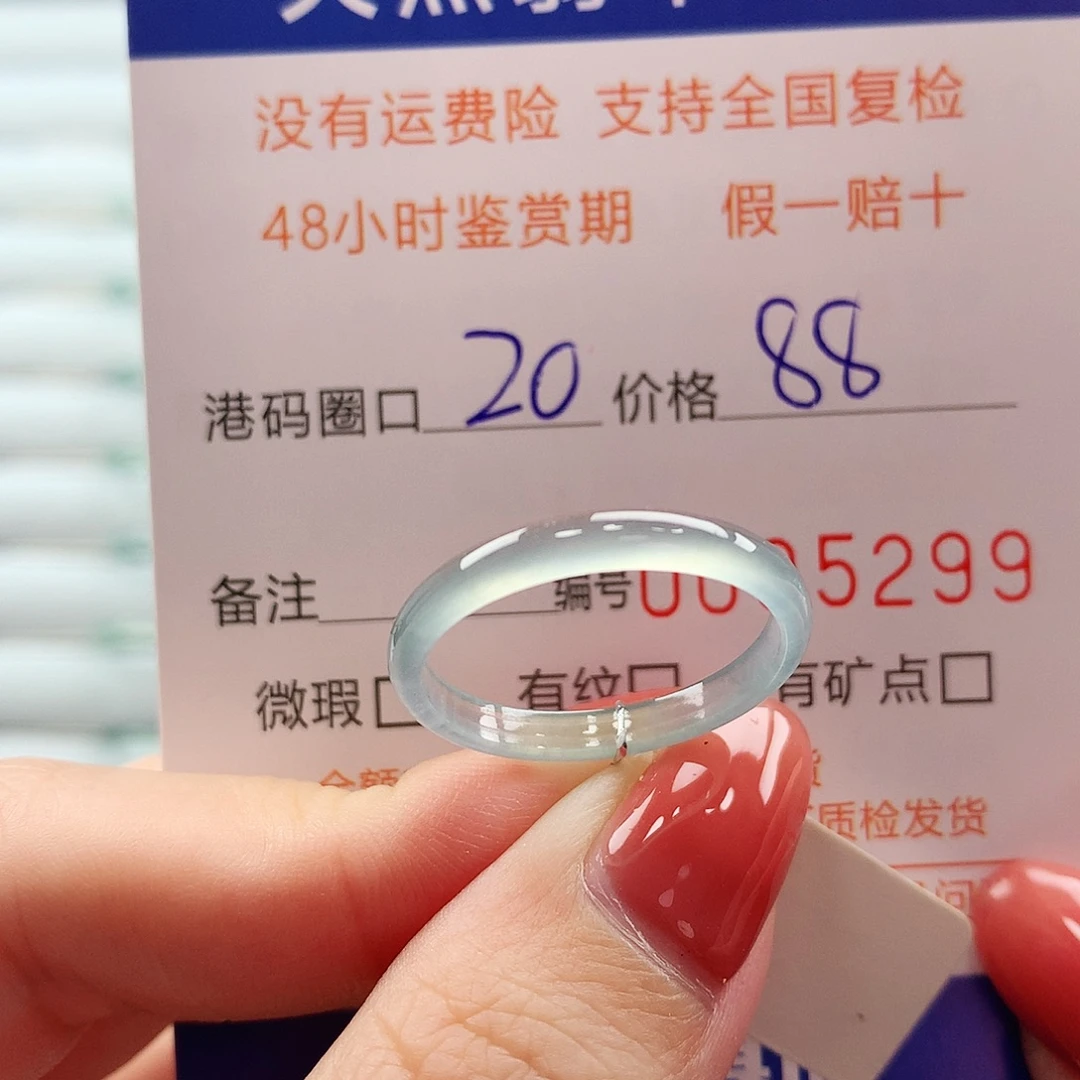 没有运费险 支持全国复检
48小时鉴赏期 假一赔十
港码圈口 20 价格 88
备注 编号 5299
微瑕□ 有纹□ 有矿点□
质检发货